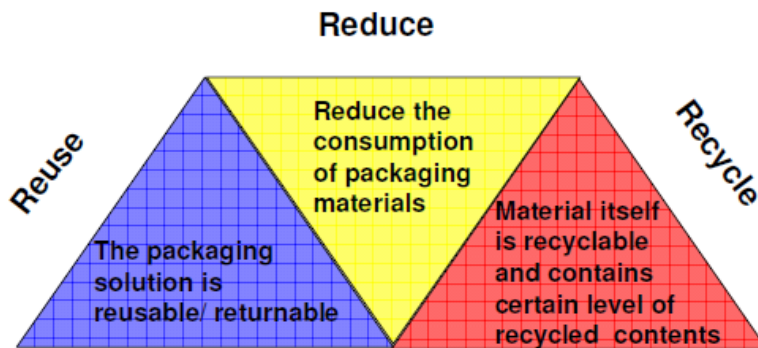 Reduce
Reuse
Recycle
Reduce the
consumption
of packaging
materials
The packaging
solution is
reusable/ returnable
Material itself
is recyclable
and contains
certain level of
recycled contents